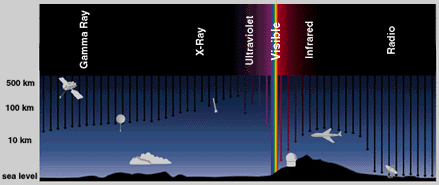 Gamma Ray
X-Ray
Ultraviolet
Visible
Infrared
Radio
500 km
100 km
10 km
sea level